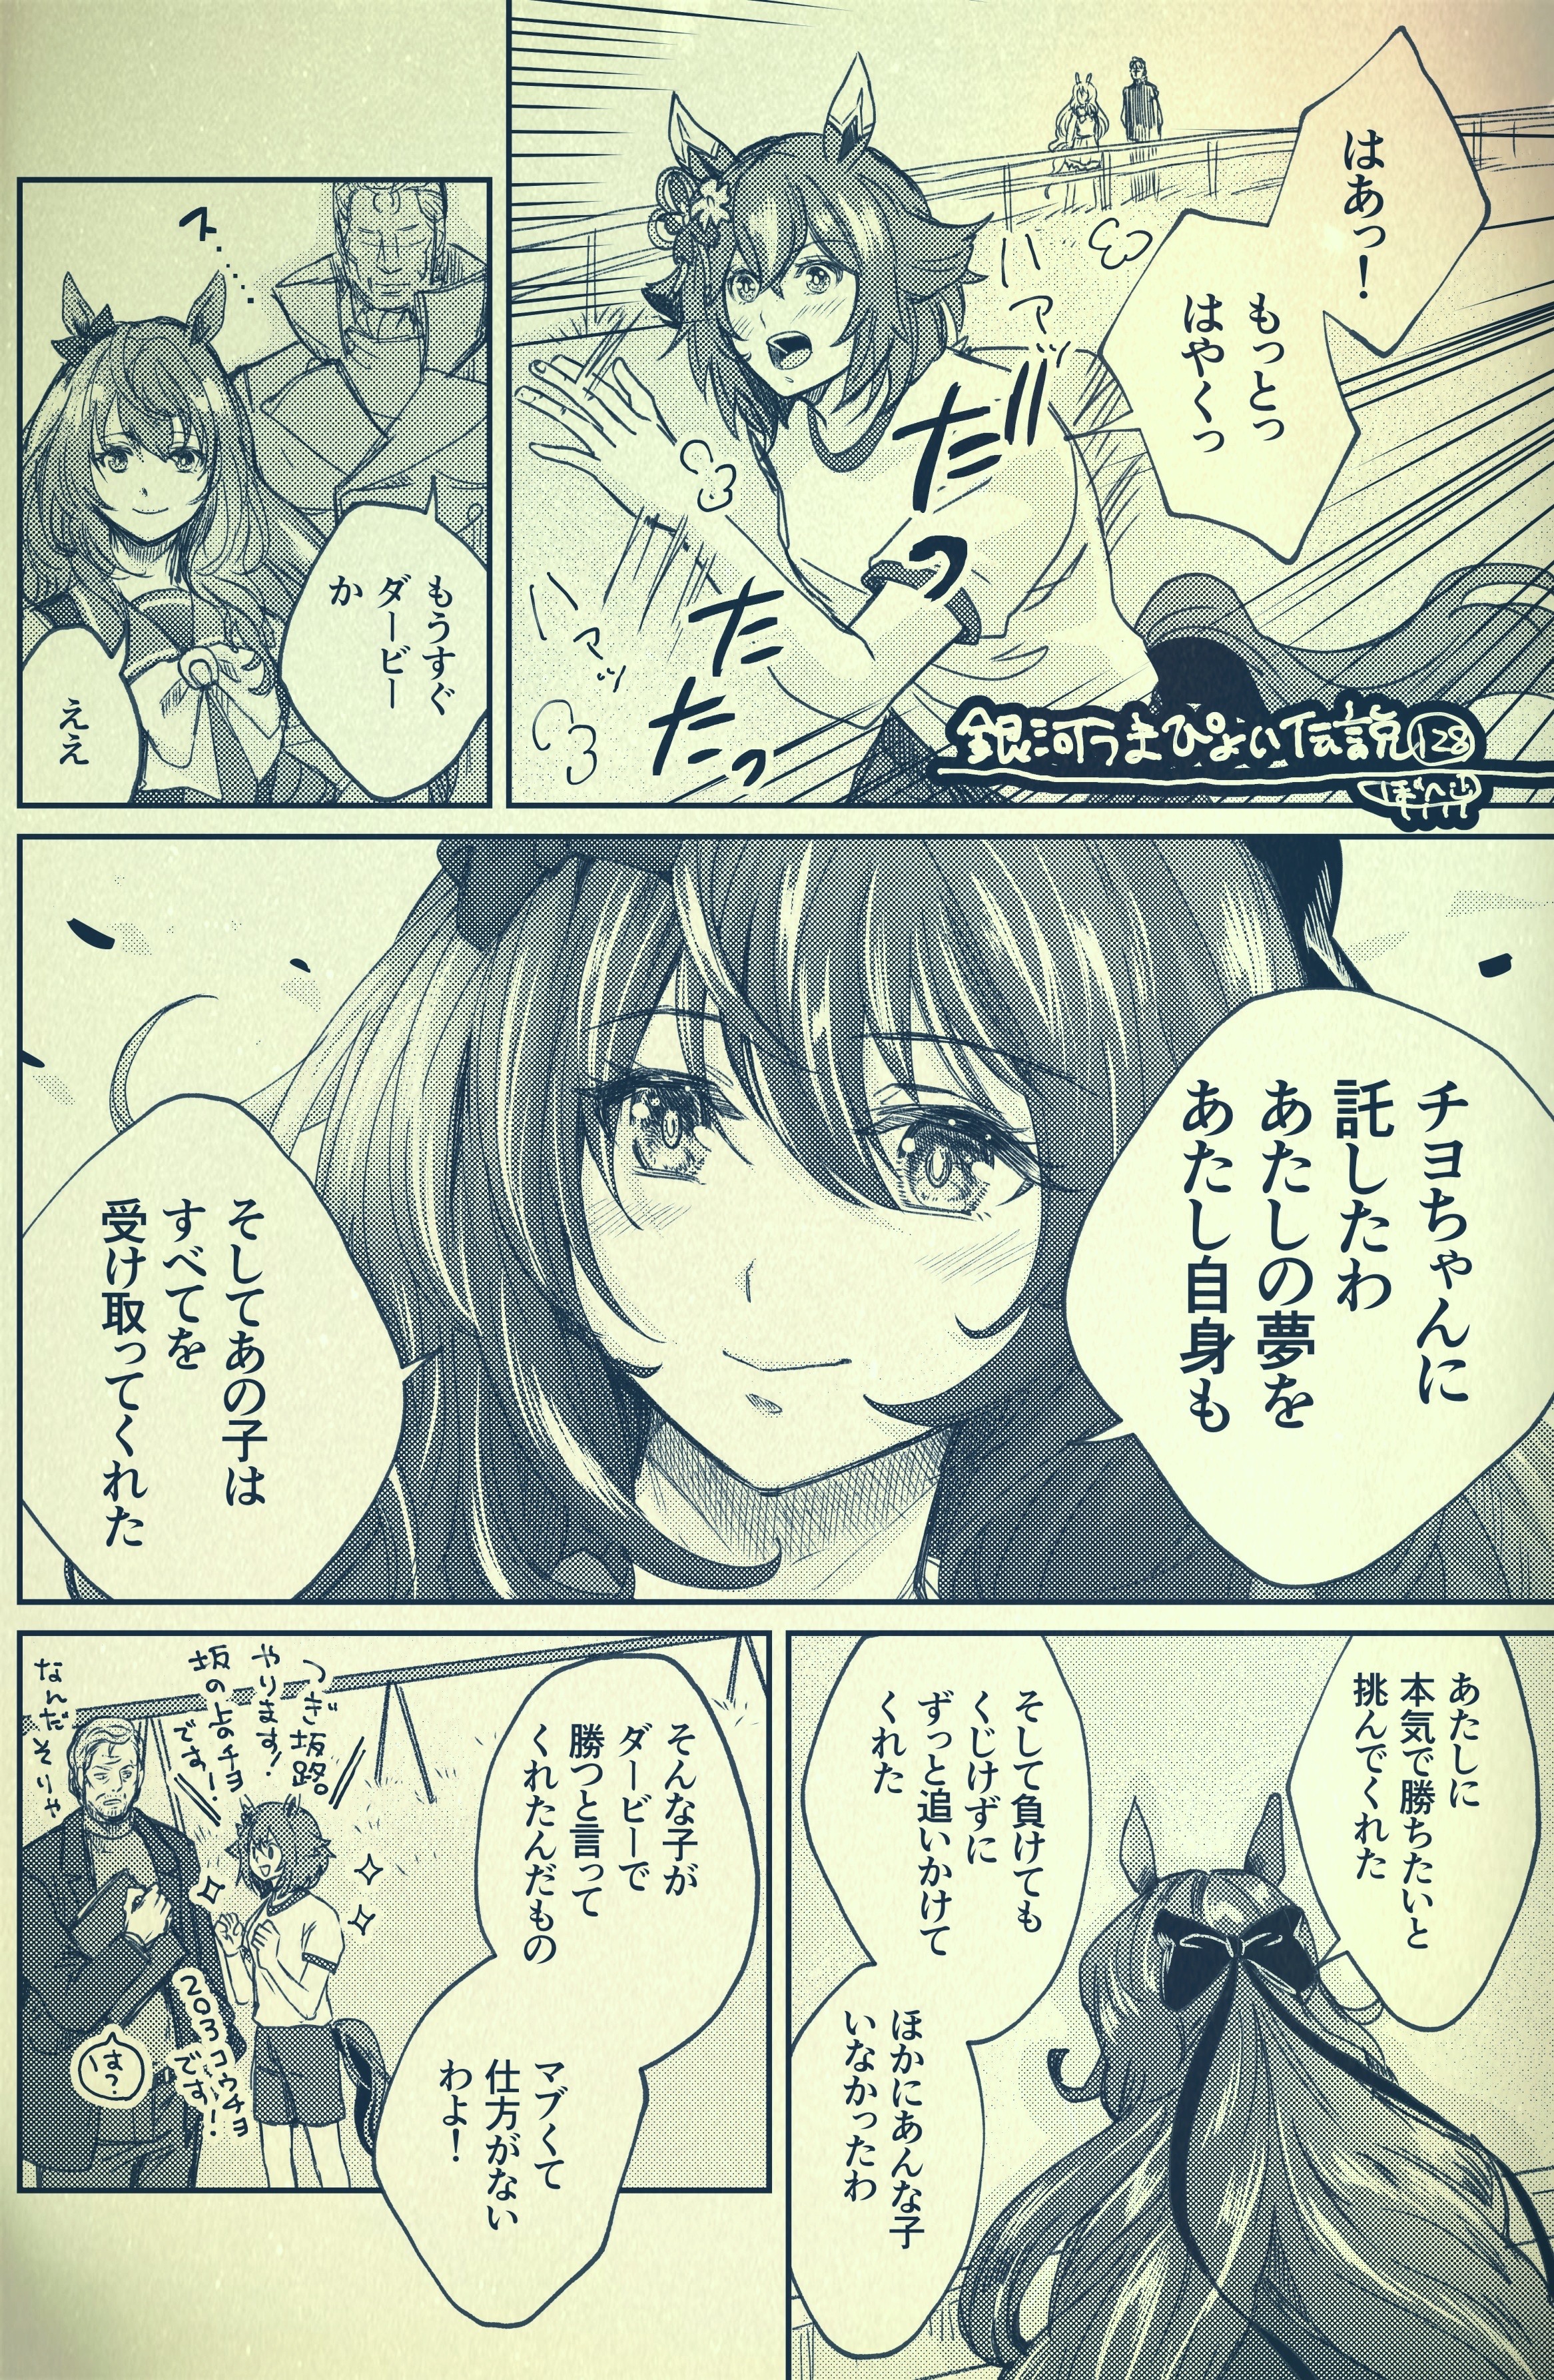 はあっ！
もっとっ
はやくっ
ハァッ
だっ
たたっ
ハァッ
銀河うまぴょい伝説128
ス…
もうすぐ
ダービー
か
ええ
チヨちゃんに
託したわ
あたしの夢を
あたし自身も
そしてあの子は
すべてを
受け取ってくれた
あたしに
本気で勝ちたいと
挑んでくれた
そして負けても
くじけずに
ずっと追いかけて
くれた
ほかにあんな子
いなかったわ
そんな子が
ダービーで
勝つと言って
くれたんだもの
マブくて
仕方がない
わよ！
つぎ坂路。
やります！
坂の上のチヨ
です！
なんだ
そりゃ
203コウチヨ
です！
は？